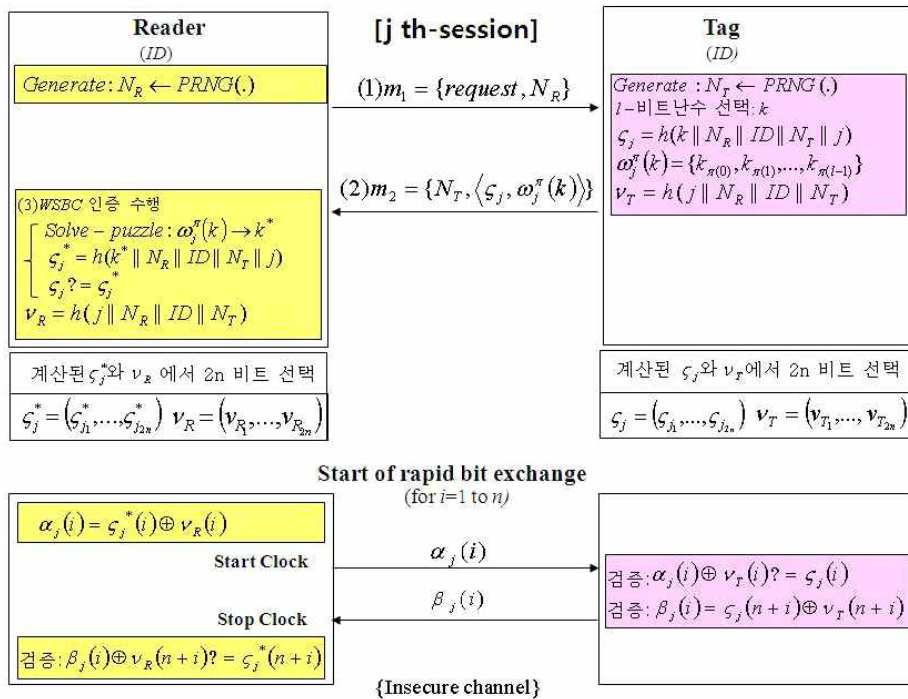 Reader
[j th-session]
Tag
(ID)
(ID)
Generate: N_R ← PRNG(.)
(1)m₁ = {request, N_R}
Generate : N_T ← PRNG(.)
l-비트난수 선택: k
ς_j = h(k || N_R || ID || N_T || j)
ω_j^π(k) = {k_π(0), k_π(1),..., k_π(l-1)}
ν_T = h( j || N_R || ID || N_T)
(2)m₂ = {N_T, ⟨ς_j, ω_j^π(k)⟩}
(3)WSBC 인증 수행
Solve - puzzle: ω_j^π(k) → k*
ς_j* = h(k* || N_R || ID || N_T || j)
ς_j ? = ς_j*
ν_R = h( j || N_R || ID || N_T)
계산된 ς_j*와 ν_R 에서 2n 비트 선택
ς_j* = (ς_j₁*,...,ς_j₂ₙ*) ν_R = (ν_R₁,...,ν_R₂ₙ)
계산된 ς_j와 ν_T에서 2n 비트 선택
ς_j = (ς_j₁,..., ς_j₂ₙ) ν_T = (ν_T₁,..., ν_T₂ₙ)
Start of rapid bit exchange
(for i=1 to n)
α_j(i) = ς_j*(i) ⊕ ν_R(i)
Start Clock
α_j(i)
검증: α_j(i) ⊕ ν_T(i)? = ς_j(i)
검증: β_j(i) = ς_j(n+i) ⊕ ν_T(n+i)
β_j(i)
Stop Clock
검증: β_j(i) ⊕ ν_R(n+i)? = ς_j*(n+i)
{Insecure channel}